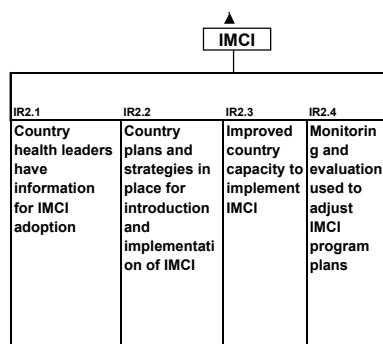 IMCI
IR2.1
Country
health leaders
have
information
for IMCI
adoption
IR2.2
Country
plans and
strategies in
place for
introduction
and
implementati
on of IMCI
IR2.3
Improved
country
capacity to
implement
IMCI
IR2.4
Monitorin
g and
evaluation
used to
adjust
IMCI
program
plans